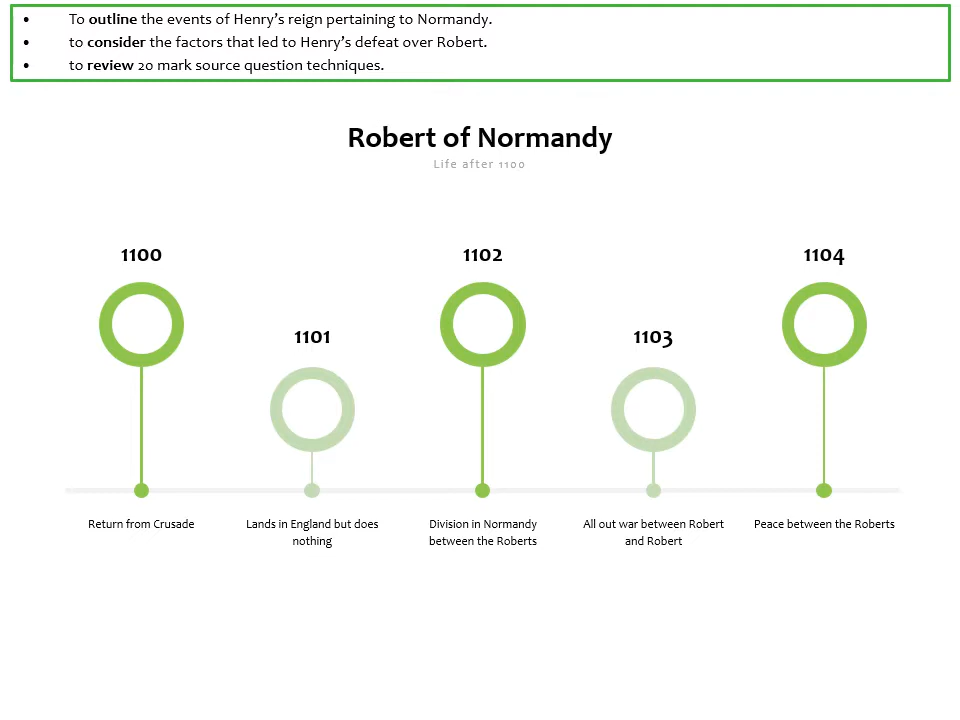 • To outline the events of Henry's reign pertaining to Normandy.
• to consider the factors that led to Henry's defeat over Robert.
• to review 20 mark source question techniques.
Robert of Normandy
Life after 1100
1100
1101
1102
1103
1104
Return from Crusade
Lands in England but does
nothing
Division in Normandy
between the Roberts
All out war between Robert
and Robert
Peace between the Roberts